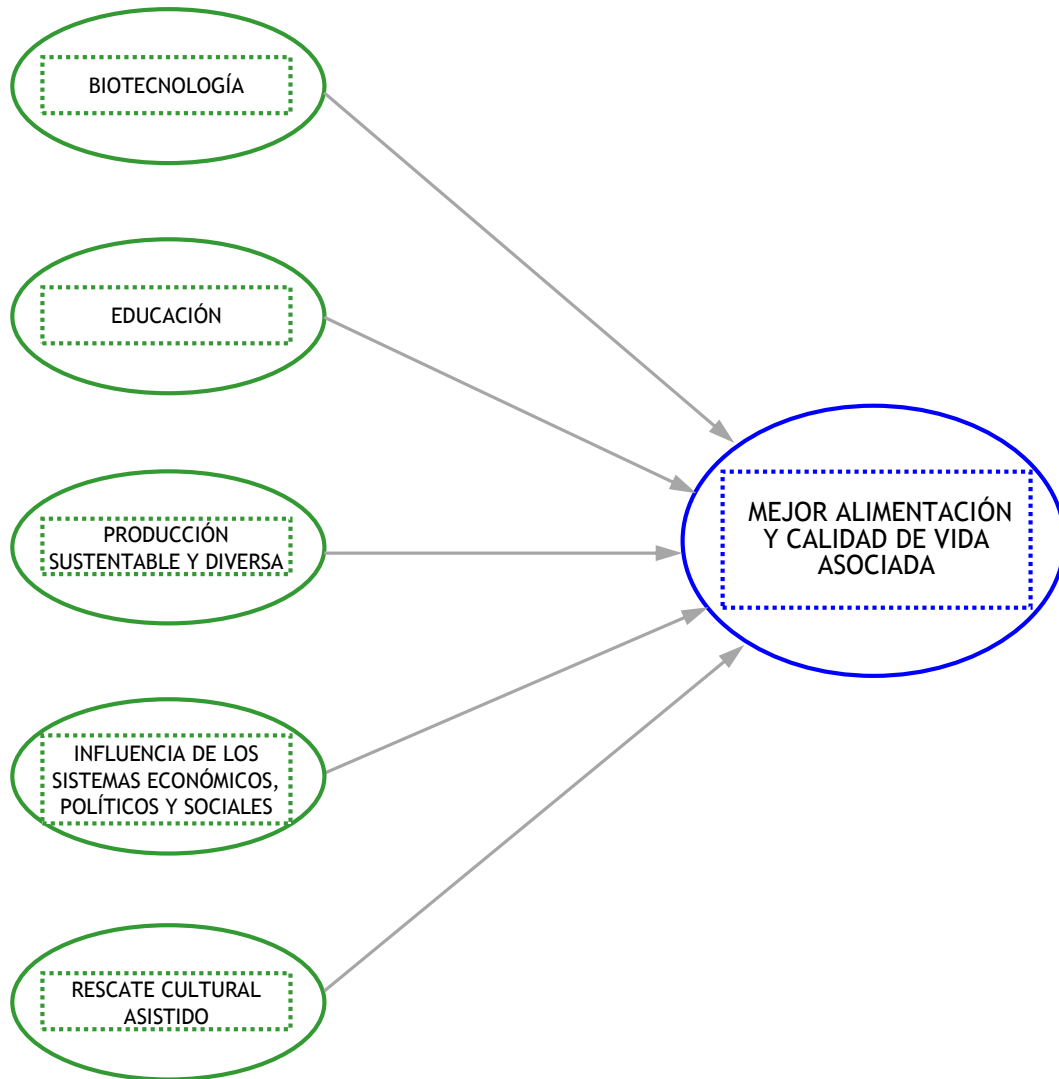 BIOTECNOLOGÍA
EDUCACIÓN
PRODUCCIÓN
SUSTENTABLE Y DIVERSA
INFLUENCIA DE LOS
SISTEMAS ECONÓMICOS,
POLÍTICOS Y SOCIALES
RESCATE CULTURAL
ASISTIDO
MEJOR ALIMENTACIÓN
Y CALIDAD DE VIDA
ASOCIADA